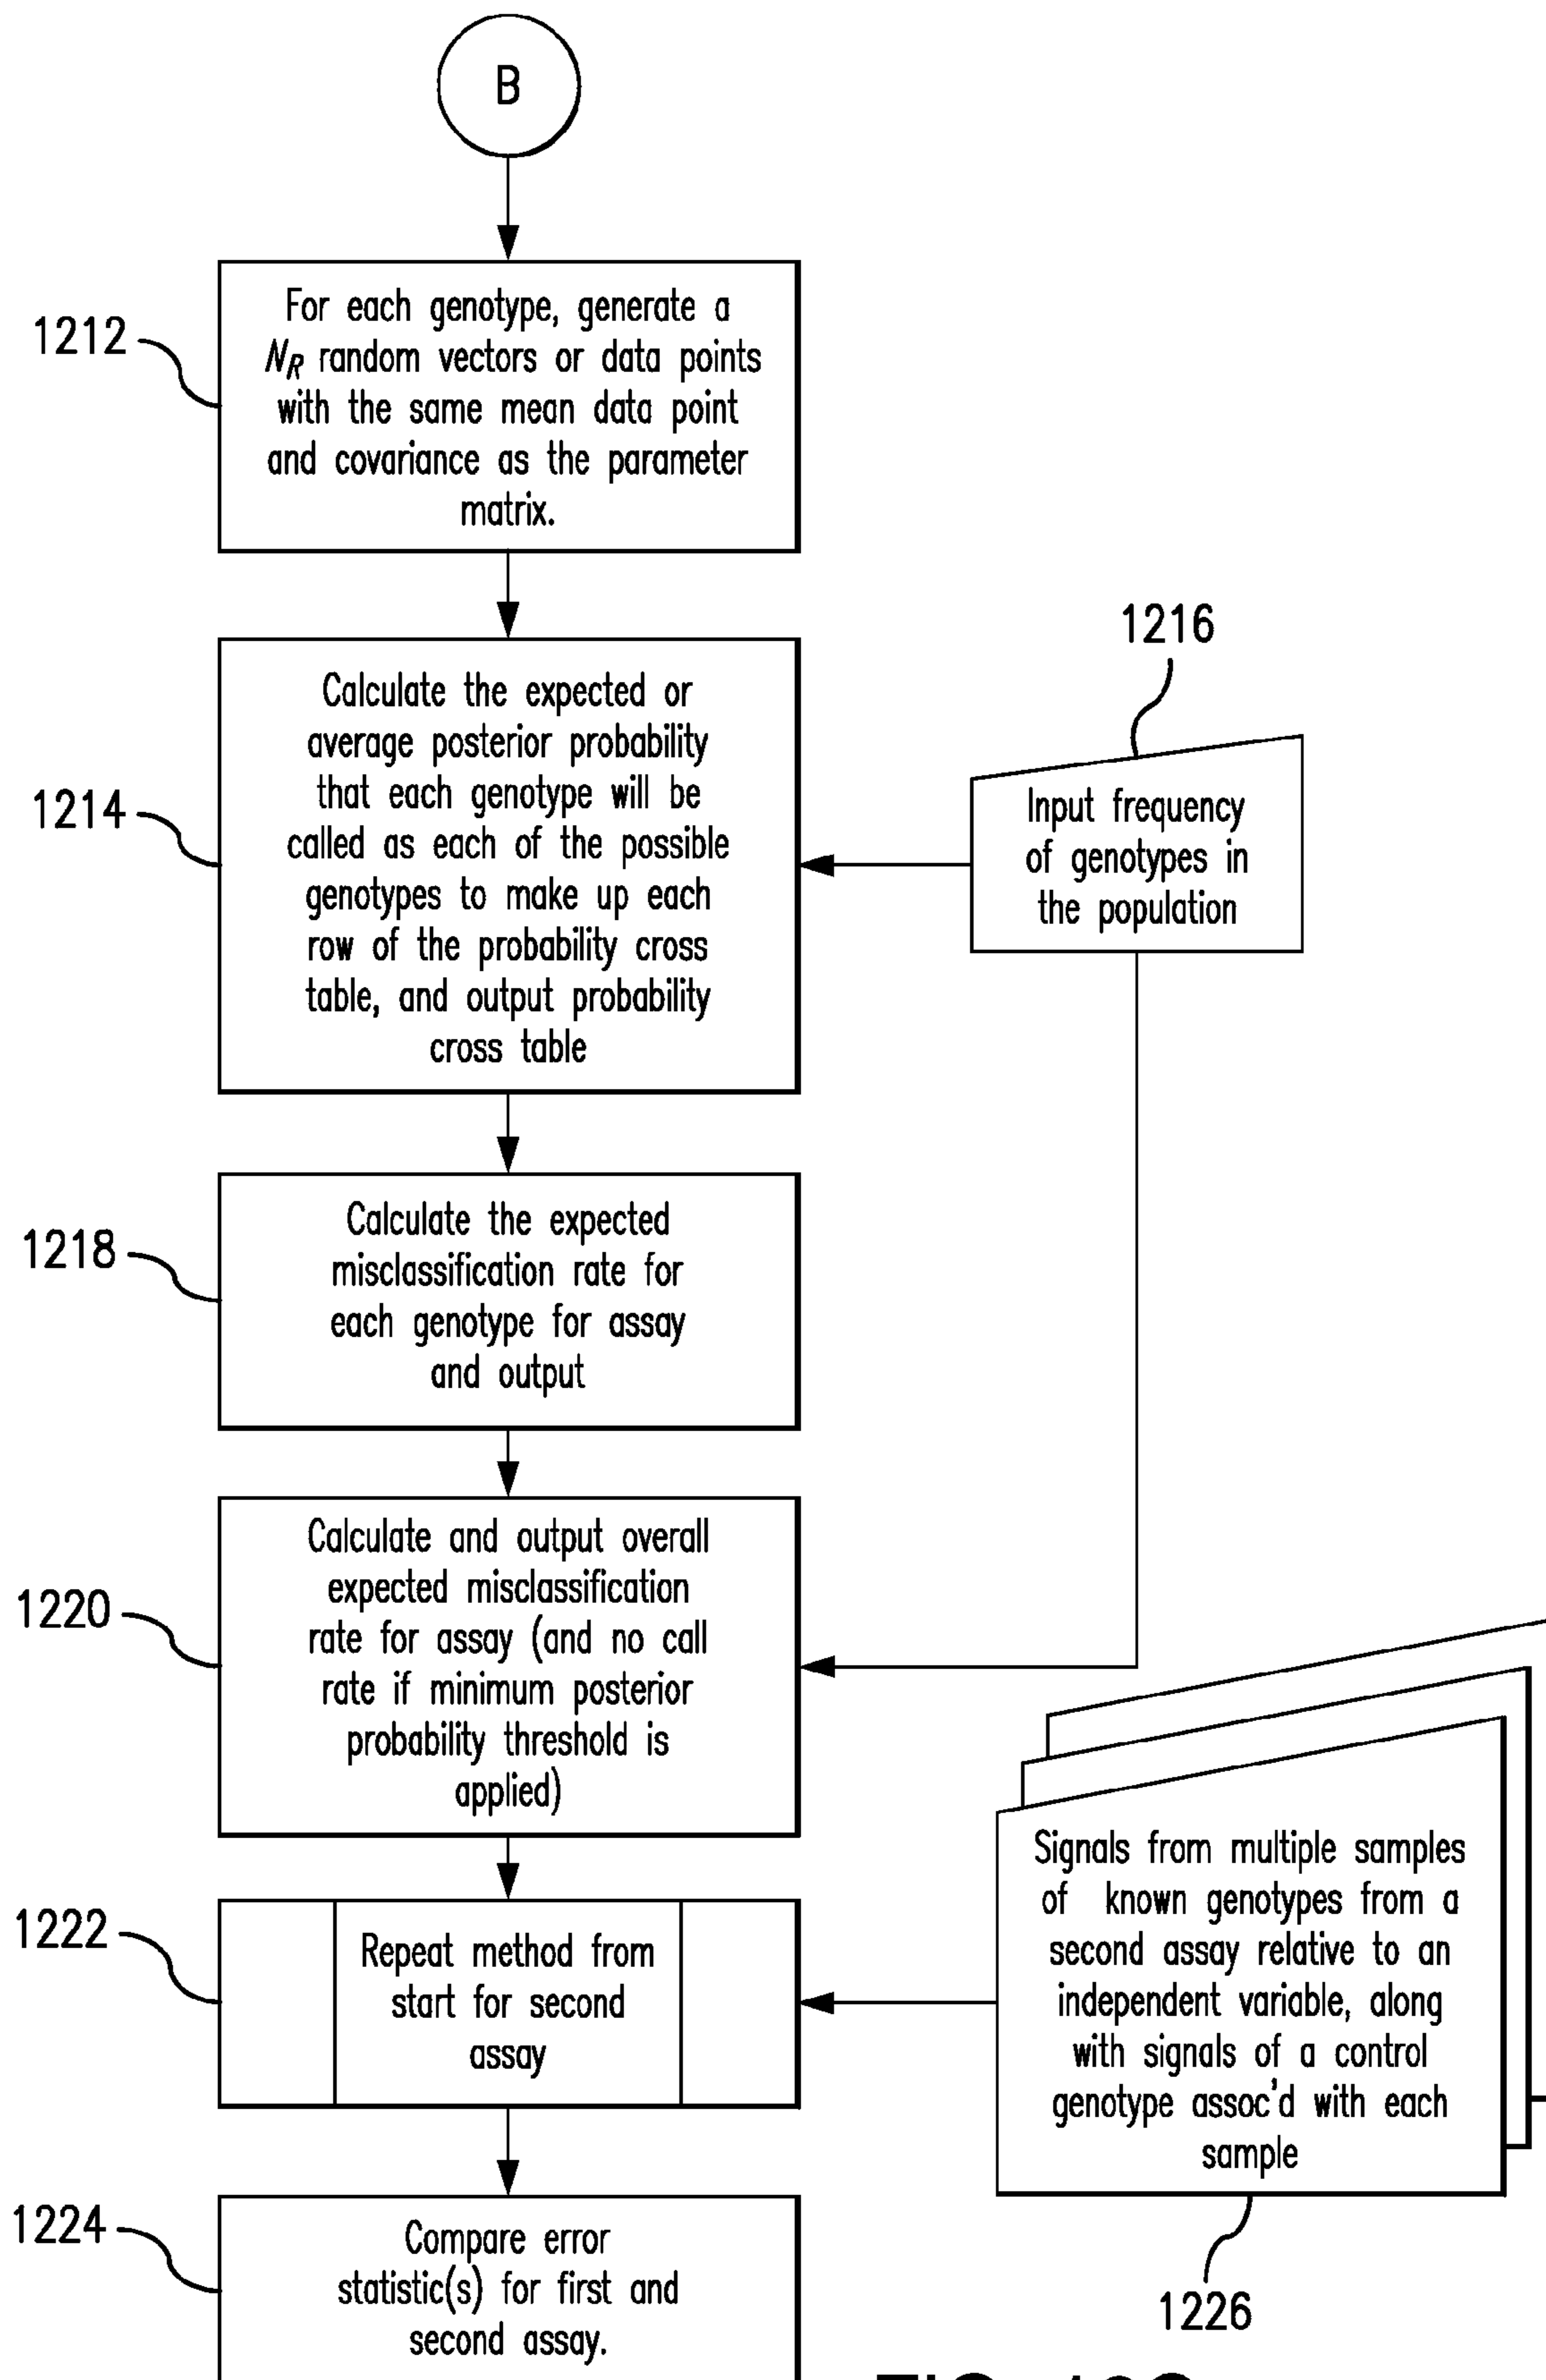 B
1212
For each genotype, generate a
NR random vectors or data points
with the same mean data point
and covariance as the parameter
matrix.
1214
Calculate the expected or
average posterior probability
that each genotype will be
called as each of the possible
genotypes to make up each
row of the probability cross
table, and output probability
cross table
1216
Input frequency
of genotypes in
the population
1218
Calculate the expected
misclassification rate for
each genotype for assay
and output
1220
Calculate and output overall
expected misclassification
rate for assay (and no call
rate if minimum posterior
probability threshold is
applied)
1222
Repeat method from
start for second
assay
Signals from multiple samples
of known genotypes from a
second assay relative to an
independent variable, along
with signals of a control
genotype assoc'd with each
sample
1226
1224
Compare error
statistic(s) for first and
second assay.